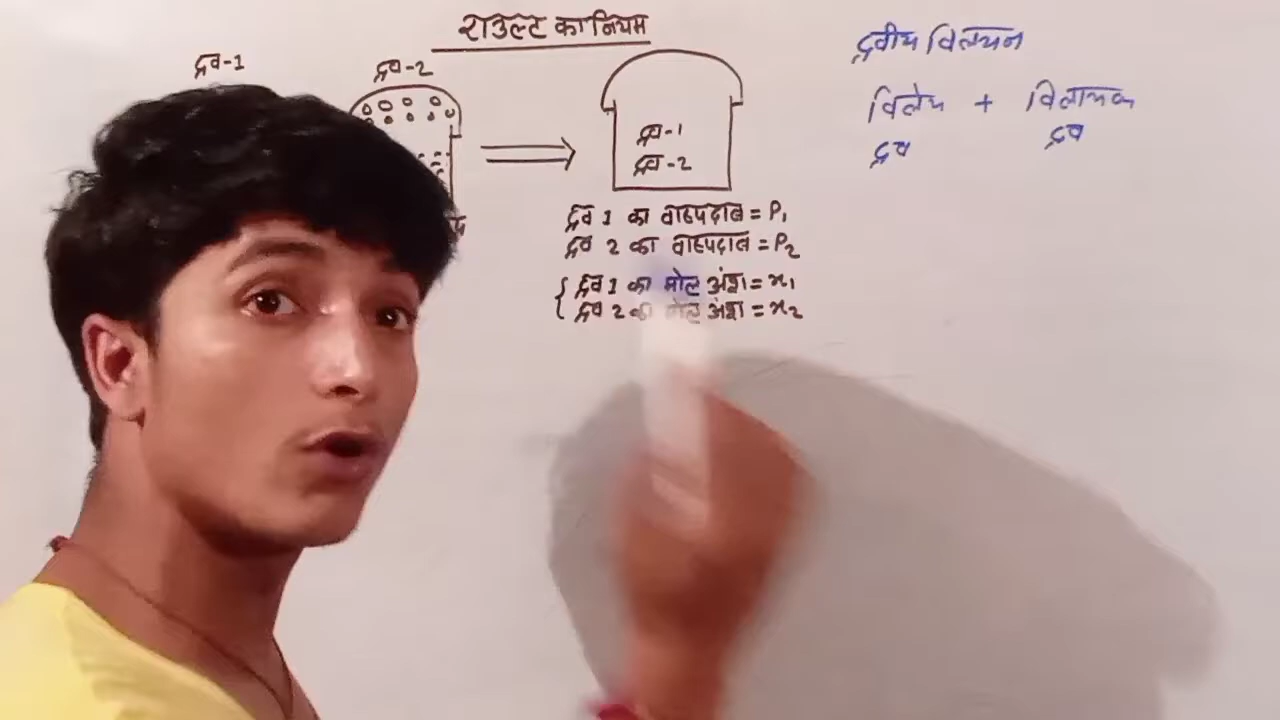 राउल्ट का नियम
द्रव-1
द्रव-2
द्रव-1
द्रव-2
द्रव 1 का वाष्पदाब = P₁
द्रव 2 का वाष्पदाब = P₂
द्रव 1 का मोल अंश = x₁
द्रव 2 का मोल अंश = x₂
द्रवीय विलयन
विलेय + विलायक
द्रव द्रव